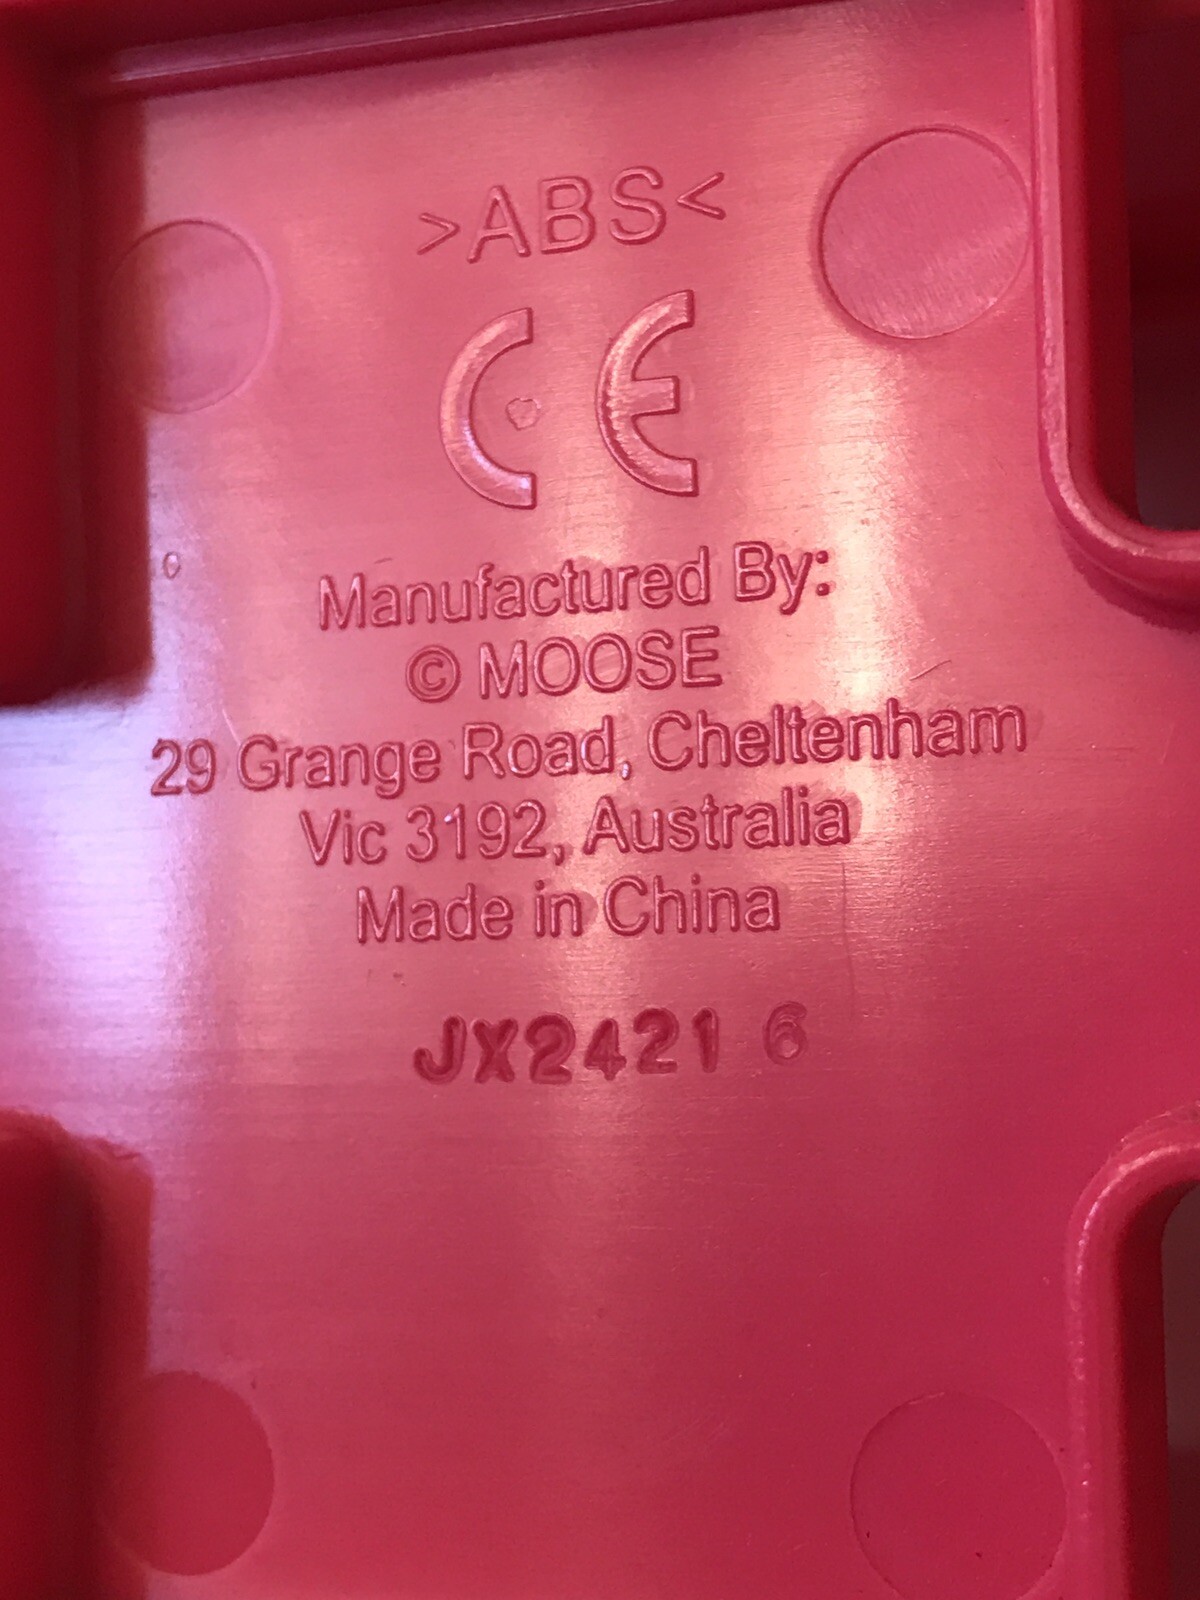 >ABS<
CE
Manufactured By:
© MOOSE
29 Grange Road, Cheltenham
Vic 3192, Australia
Made in China
JX2421 6